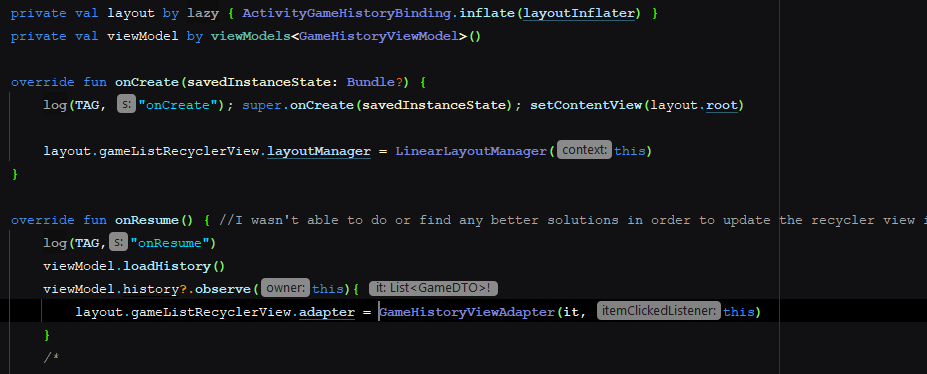 private val layout by lazy { ActivityGameHistoryBinding.inflate(layoutInflater) }
private val viewModel by viewModels<GameHistoryViewModel>()
override fun onCreate(savedInstanceState: Bundle?) {
log(TAG, s: "onCreate"); super.onCreate(savedInstanceState); setContentView(layout.root)
layout.gameListRecyclerView.layoutManager = LinearLayoutManager( context: this)
}
override fun onResume() { //I wasn't able to do or find any better solutions in order to update the recycler view
log(TAG, s: "onResume")
viewModel.loadHistory()
viewModel.history?.observe( owner: this){ it: List<GameDTO>!
layout.gameListRecyclerView.adapter = GameHistoryViewAdapter(it, itemClickedListener: this)
}
/*